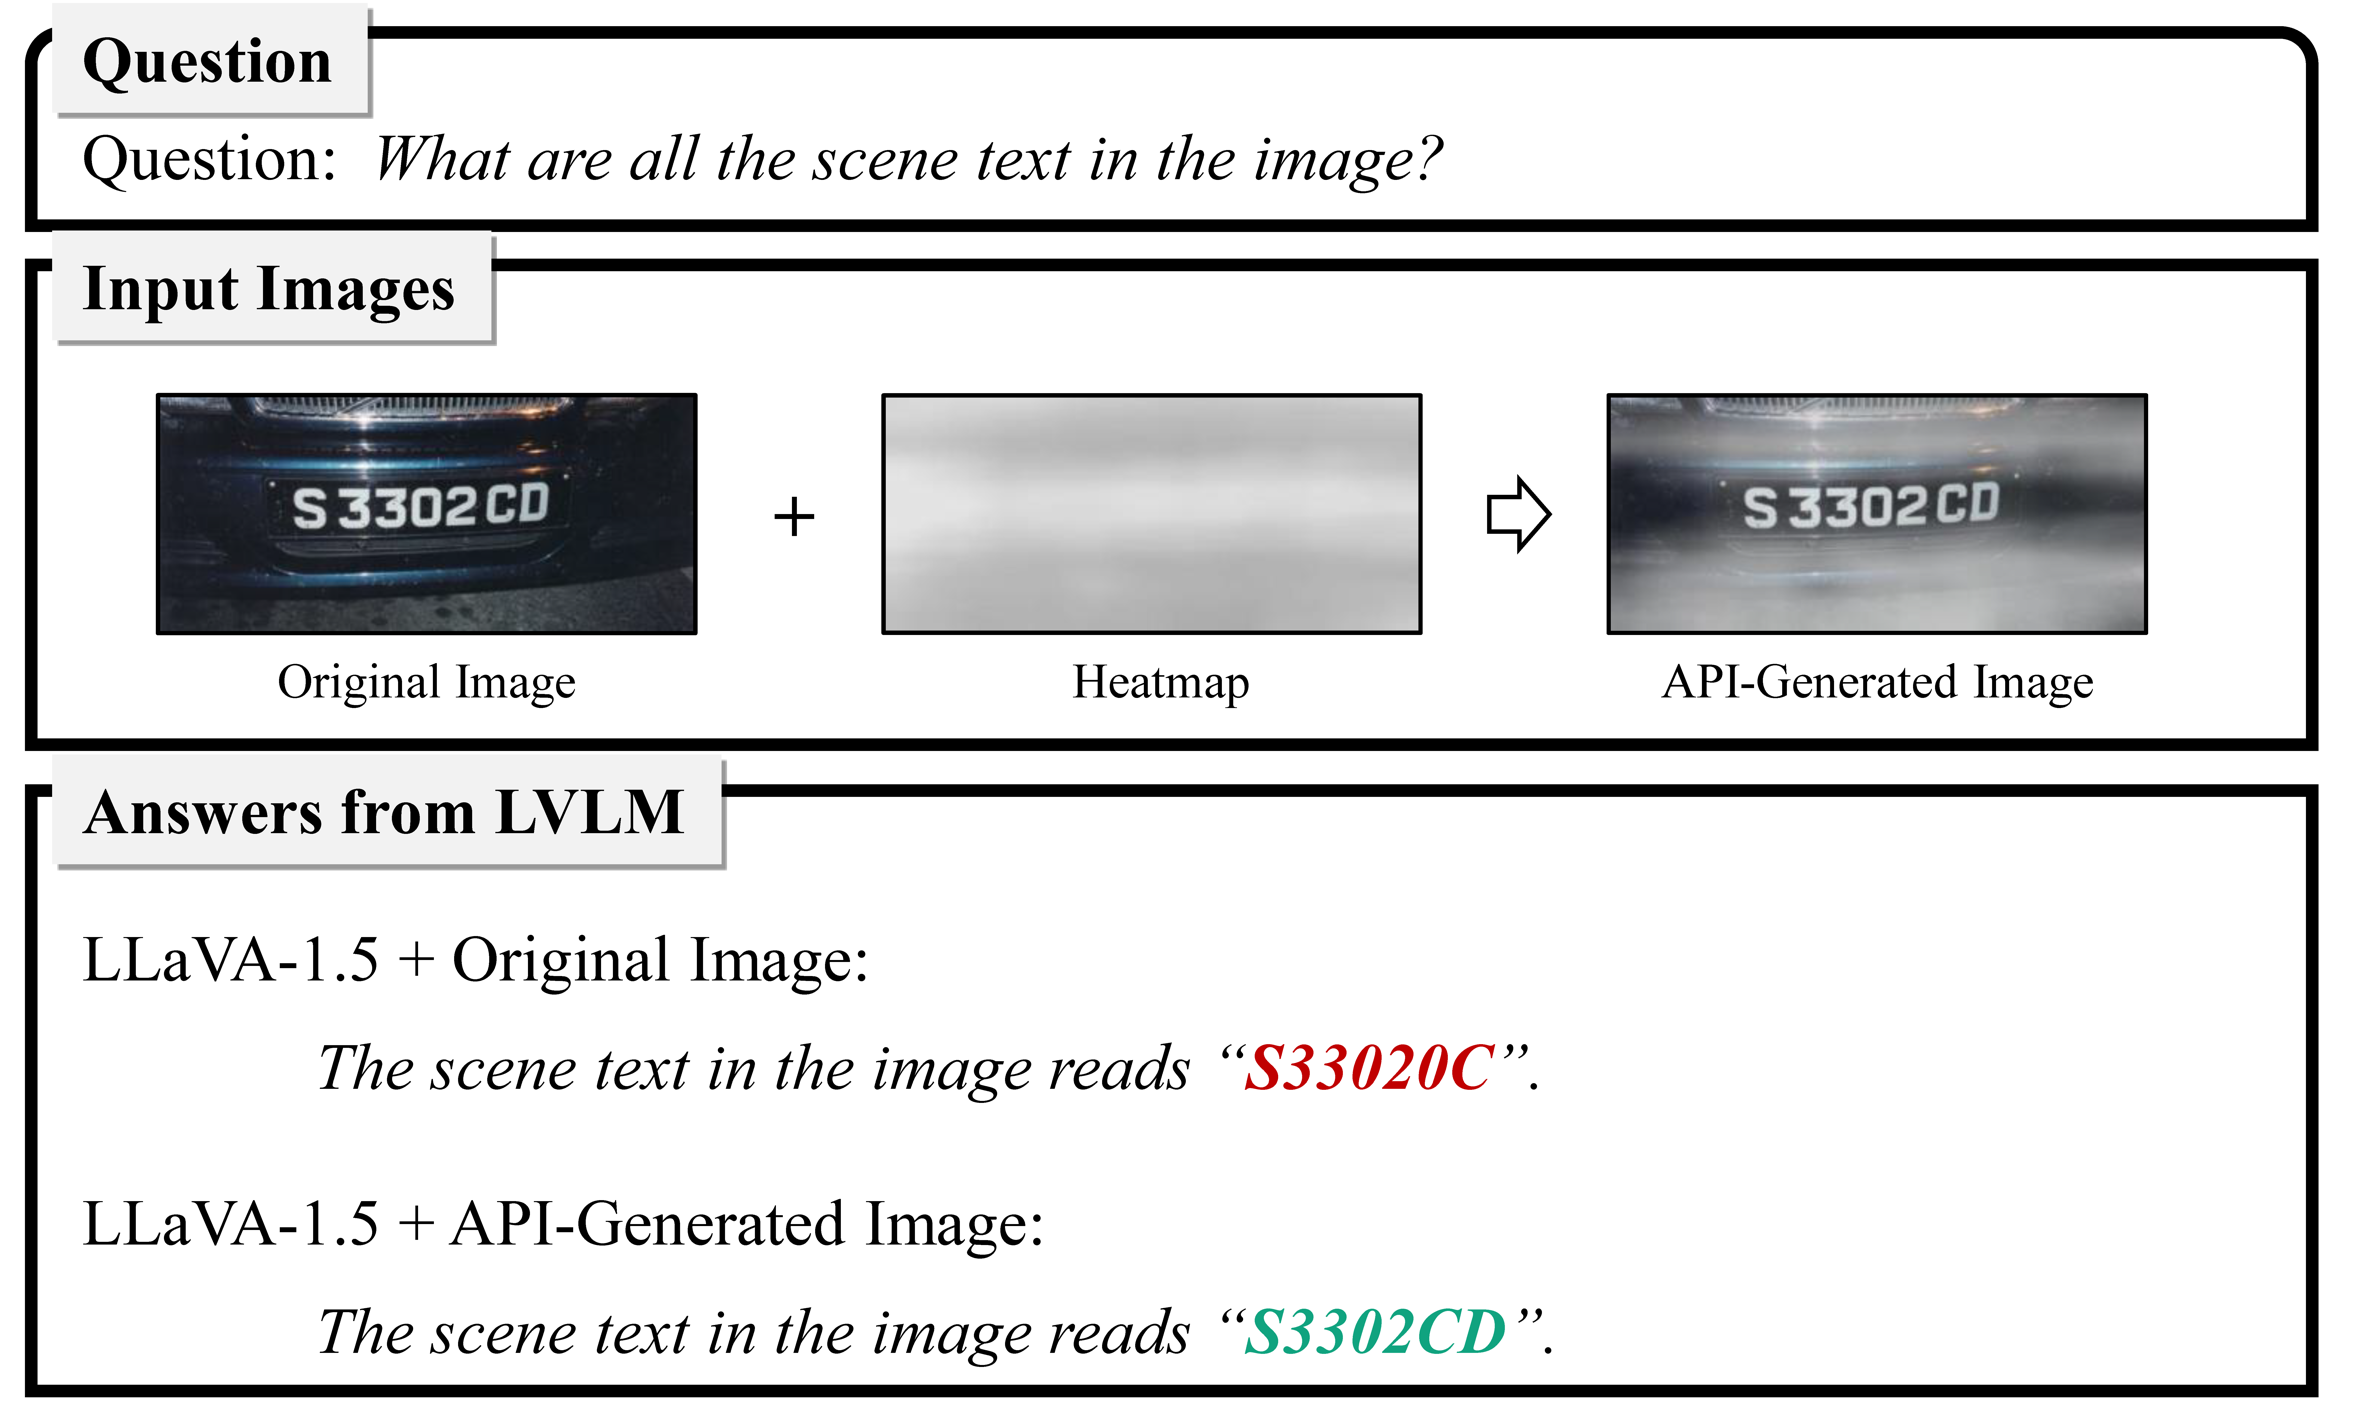 Question
Question: What are all the scene text in the image?
Input Images
S 3302 CD
+
S 3302 CD
Original Image
Heatmap
API-Generated Image
Answers from LVLM
LLaVA-1.5 + Original Image:
The scene text in the image reads “S33020C”.
LLaVA-1.5 + API-Generated Image:
The scene text in the image reads “S3302CD”.